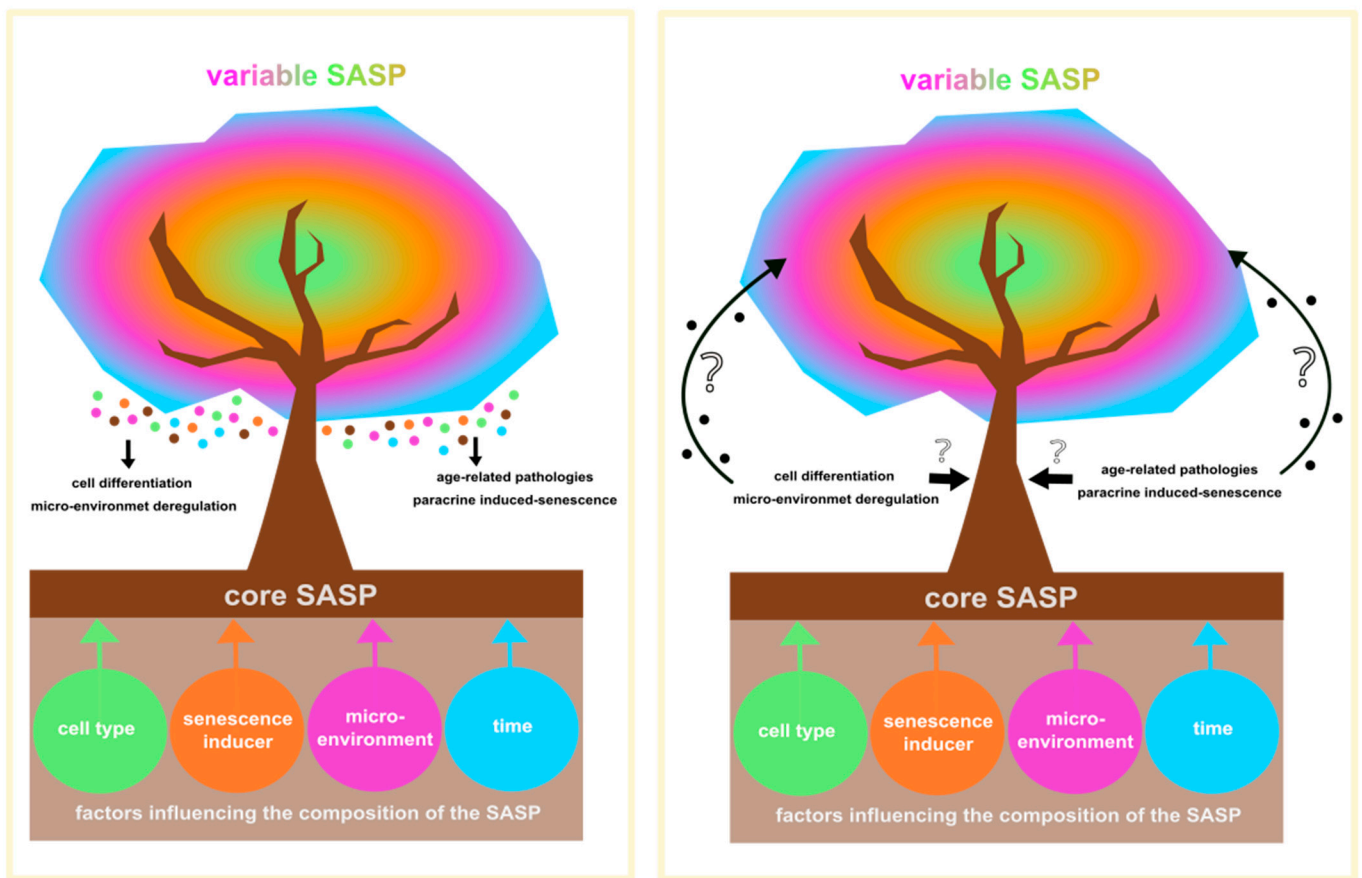 variable SASP
cell differentiation
micro-environmet deregulation
age-related pathologies
paracrine induced-senescence
core SASP
cell type
senescence
inducer
micro-
environment
time
factors influencing the composition of the SASP
variable SASP
?
?
?
?
cell differentiation
micro-environmet deregulation
age-related pathologies
paracrine induced-senescence
core SASP
cell type
senescence
inducer
micro-
environment
time
factors influencing the composition of the SASP